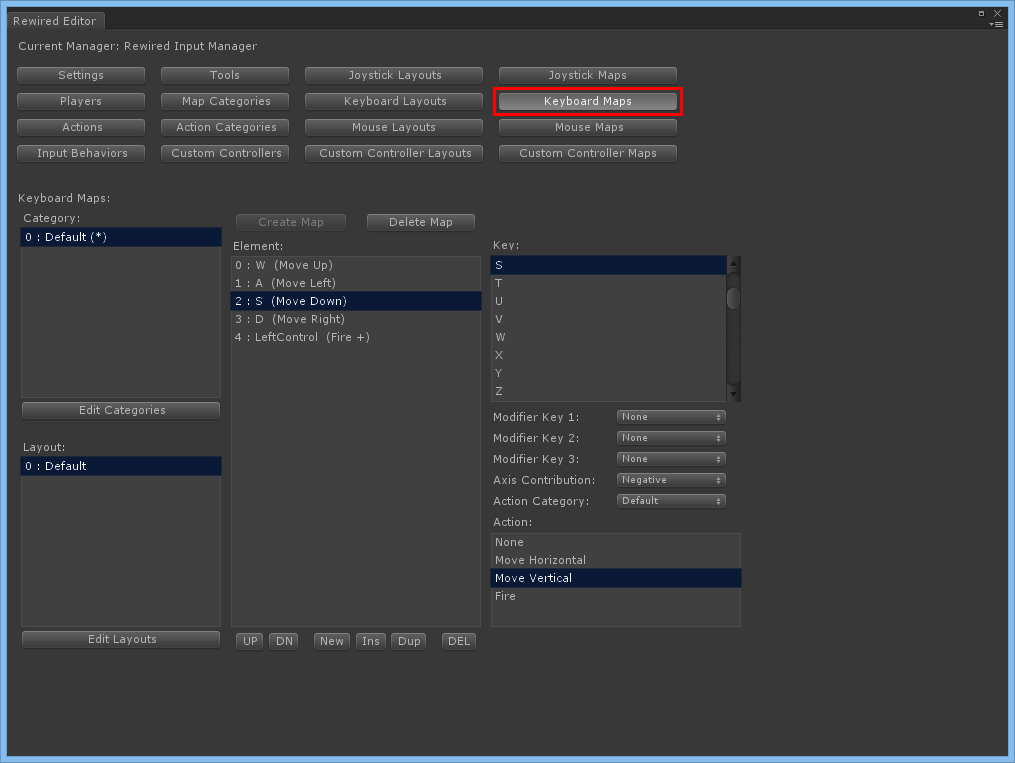 Rewired Editor
Current Manager: Rewired Input Manager
Settings Tools Joystick Layouts Joystick Maps
Players Map Categories Keyboard Layouts Keyboard Maps
Actions Action Categories Mouse Layouts Mouse Maps
Input Behaviors Custom Controllers Custom Controller Layouts Custom Controller Maps
Keyboard Maps:
Category:
0 : Default (*)
Edit Categories
Layout:
0 : Default
Edit Layouts
Create Map Delete Map
Element:
0 : W (Move Up)
1 : A (Move Left)
2 : S (Move Down)
3 : D (Move Right)
4 : LeftControl (Fire +)
UP DN New Ins Dup DEL
Key:
S
T
U
V
W
X
Y
Z
Modifier Key 1: None
Modifier Key 2: None
Modifier Key 3: None
Axis Contribution: Negative
Action Category: Default
Action:
None
Move Horizontal
Move Vertical
Fire